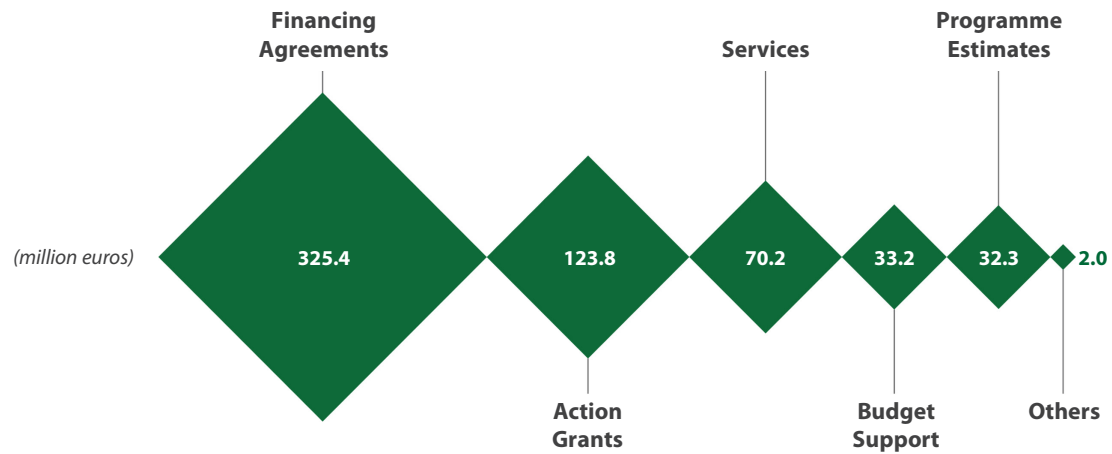 Financing
Agreements
Services
Programme
Estimates
(million euros)
325.4
123.8
70.2
33.2
32.3
2.0
Action
Grants
Budget
Support
Others